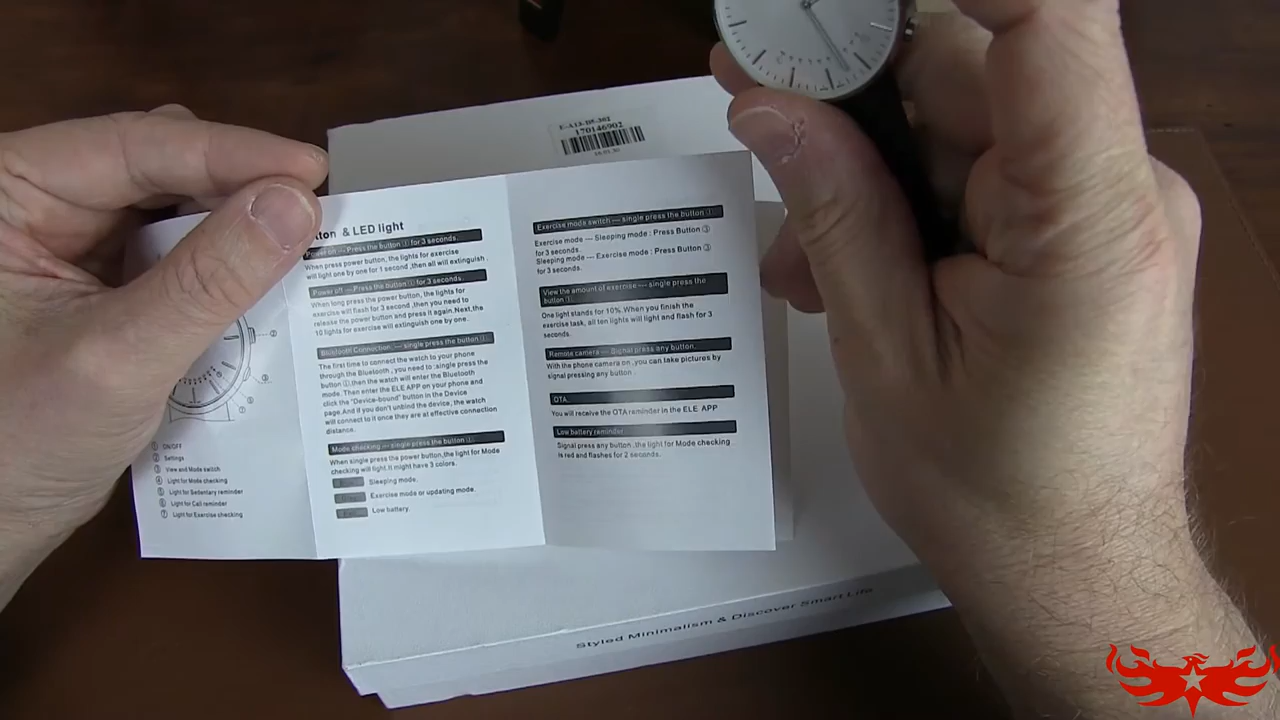 E-A13-B5-302
170146902
tton & LED light
Power on — Press the button ① for 3 seconds.
When press power button, the lights for exercise
will light one by one for 1 second ,then all will extinguish .
Power off — Press the button ① for 3 seconds.
When long press the power button, the lights for
exercise will flash for 3 seconds ,then you need to
release the power button and press it again.Next,the
10 lights for exercise will extinguish one by one.
Bluetooth Connection — single press the button ①.
The first time to connect the watch to your phone
through the Bluetooth , you need to :single press the
button ①,then the watch will enter the Bluetooth
mode. Then enter the ELE APP on your phone and
click the "Device-bound" button in the Device
page.And if you don't unbind the device, the watch
will connect to it once they are at effective connection
distance.
Mode checking — single press the button ①.
When single press the power button,the light for Mode
checking will light.It might have 3 colors.
Sleeping mode.
Exercise mode or updating mode.
Low battery.
Exercise mode switch — single press the button ①.
Exercise mode — Sleeping mode : Press Button ③
for 3 seconds.
Sleeping mode — Exercise mode : Press Button ③
for 3 seconds.
View the amount of exercise — single press the
button ①.
One light stands for 10%.When you finish the
exercise task, all ten lights will light and flash for 3
seconds.
Remote camera — Signal press any button.
With the phone camera on ,you can take pictures by
signal pressing any button .
OTA.
You will receive the OTA reminder in the ELE APP
Low battery reminder
Signal press any button ,the light for Mode checking
is red and flashes for 2 seconds.
②
③
⑤
⑦
① ON/OFF
② Settings
③ View and Mode switch
④ Light for Mode checking
⑤ Light for Sedentary reminder
⑥ Light for Call reminder
⑦ Light for Exercise checking
Styled Minimalism & Discover Smart Life